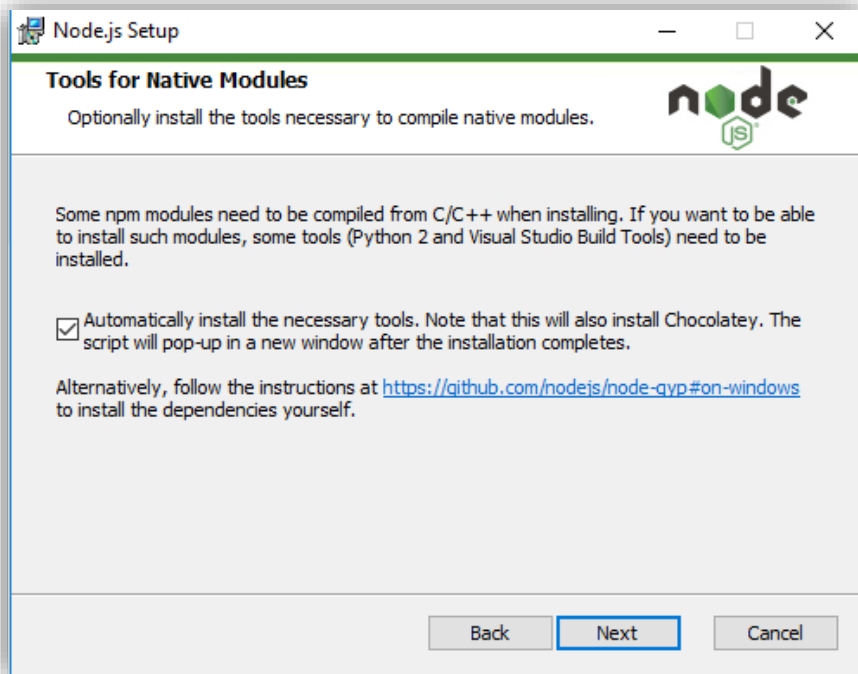 Node.js Setup
Tools for Native Modules
Optionally install the tools necessary to compile native modules.
node
JS
Some npm modules need to be compiled from C/C++ when installing. If you want to be able
to install such modules, some tools (Python 2 and Visual Studio Build Tools) need to be
installed.
Automatically install the necessary tools. Note that this will also install Chocolatey. The
script will pop-up in a new window after the installation completes.
Alternatively, follow the instructions at https://github.com/nodejs/node-gyp#on-windows
to install the dependencies yourself.
Back
Next
Cancel